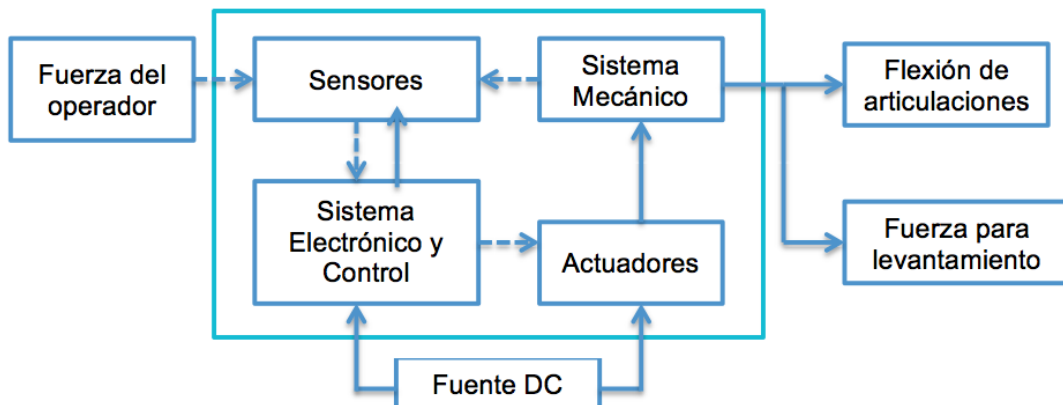 Fuerza del
operador
Sensores
Sistema
Mecánico
Flexión de
articulaciones
Sistema
Electrónico y
Control
Actuadores
Fuerza para
levantamiento
Fuente DC